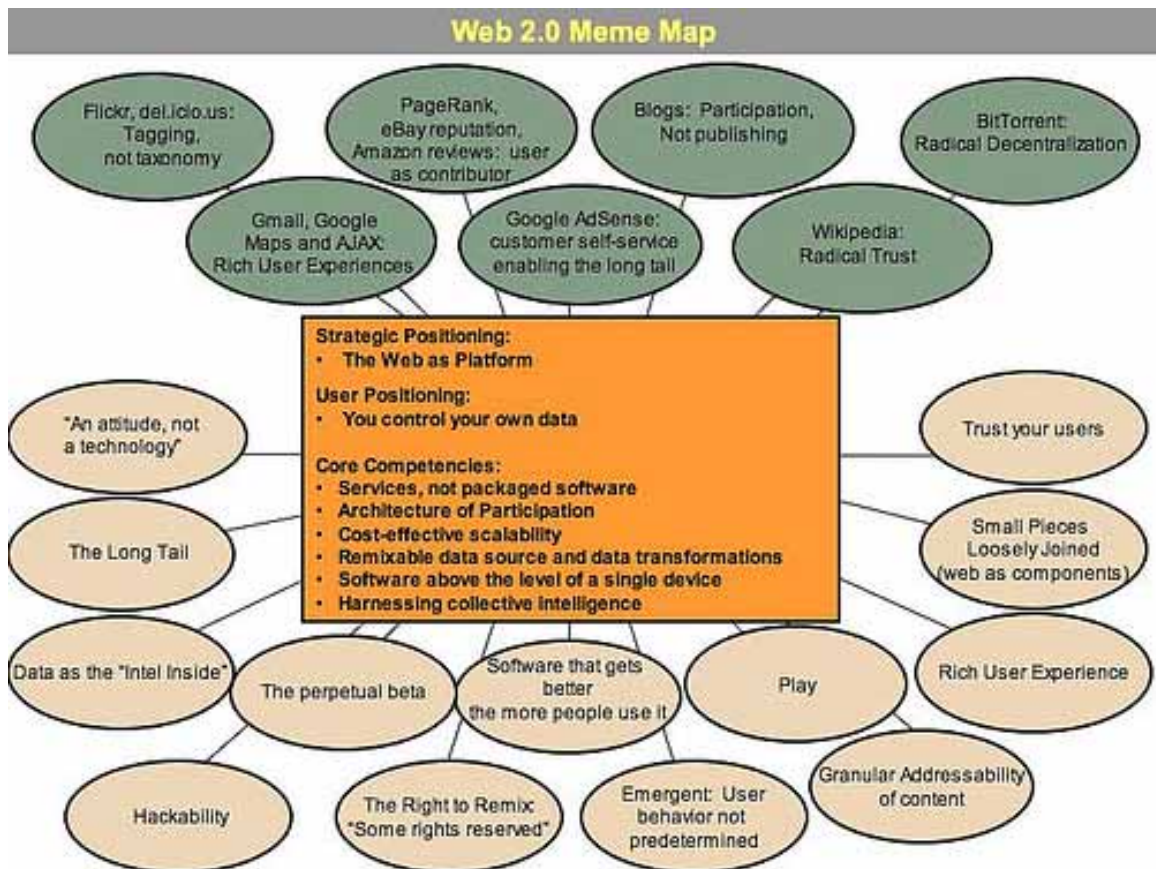 Web 2.0 Meme Map
Flickr, del.icio.us:
Tagging,
not taxonomy
PageRank,
eBay reputation,
Amazon reviews: user
as contributor
Blogs: Participation,
Not publishing
BitTorrent:
Radical Decentralization
Gmail, Google
Maps and AJAX:
Rich User Experiences
Google AdSense:
customer self-service
enabling the long tail
Wikipedia:
Radical Trust
Strategic Positioning:
• The Web as Platform
User Positioning:
• You control your own data
Core Competencies:
• Services, not packaged software
• Architecture of Participation
• Cost-effective scalability
• Remixable data source and data transformations
• Software above the level of a single device
• Harnessing collective intelligence
"An attitude, not
a technology"
Trust your users
The Long Tail
Small Pieces
Loosely Joined
(web as components)
Data as the "Intel Inside"
The perpetual beta
Software that gets
better
the more people use it
Play
Rich User Experience
Hackability
The Right to Remix:
"Some rights reserved"
Emergent: User
behavior not
predetermined
Granular Addressability
of content